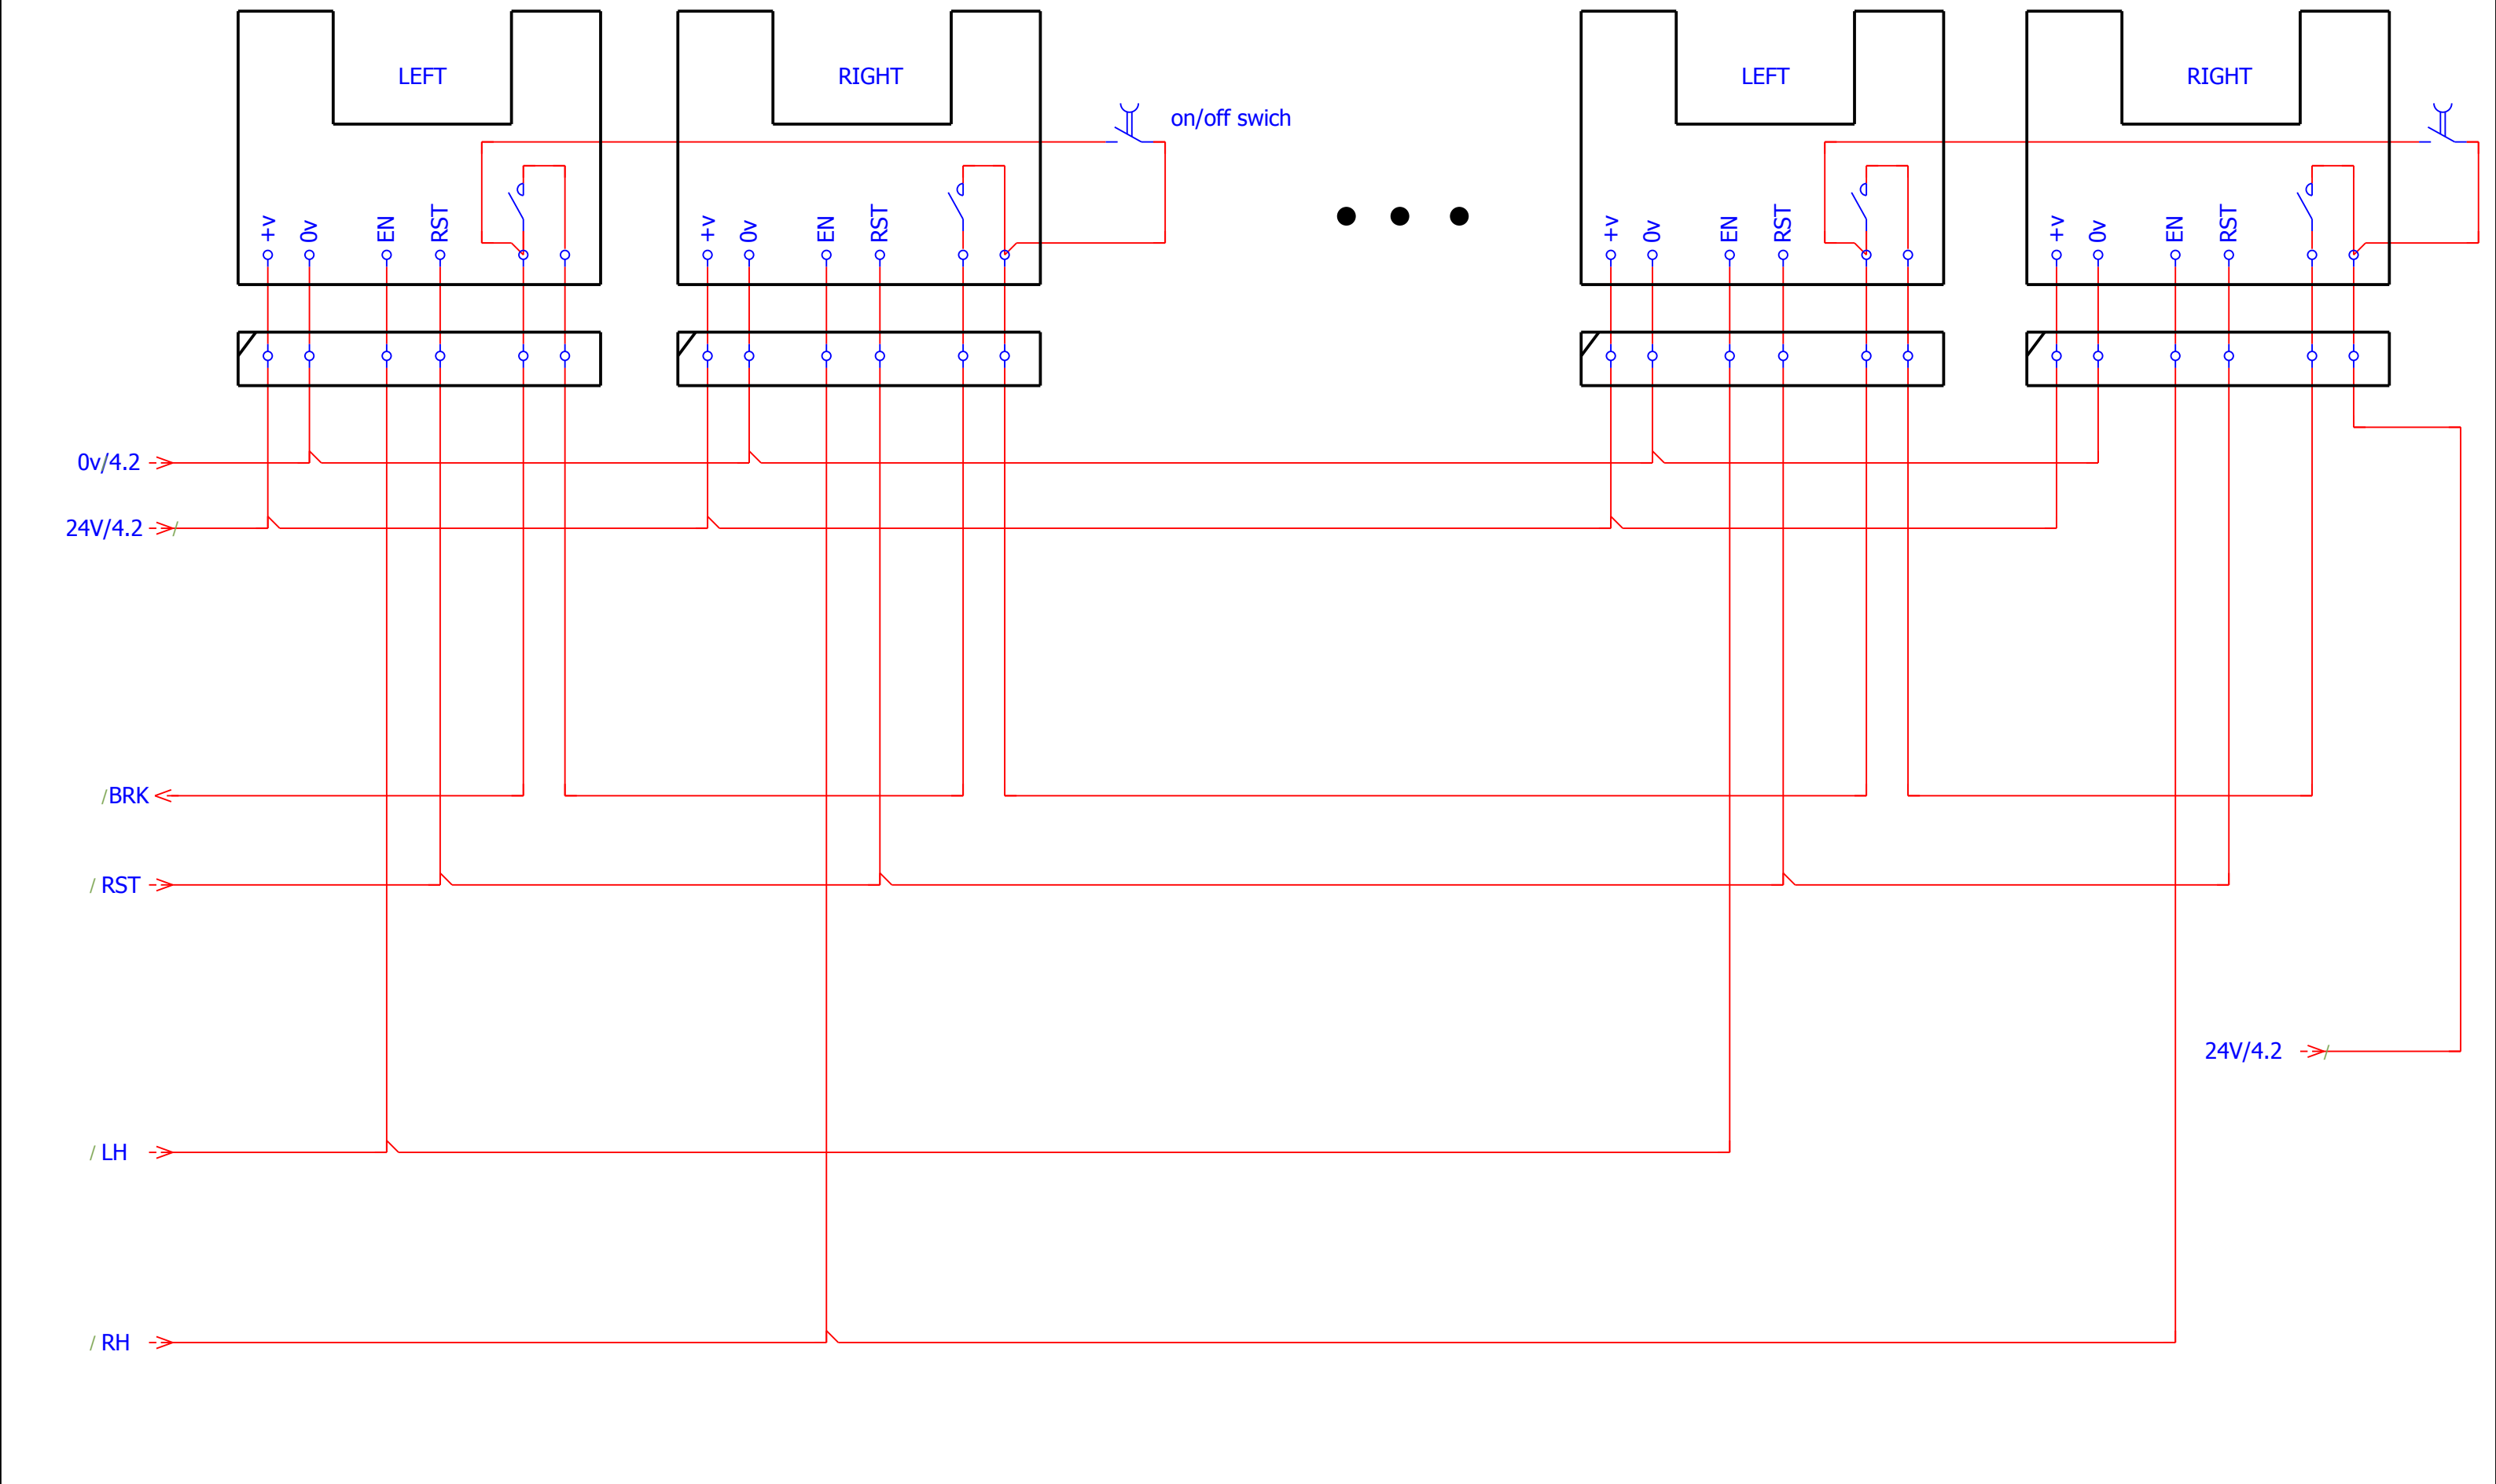 LEFT
RIGHT
LEFT
RIGHT
on/off swich
+v 0v EN RST
+v 0v EN RST
+v 0v EN RST
+v 0v EN RST
0v/4.2
24V/4.2 /
/BRK
/ RST
24V/4.2 /
/ LH
/ RH